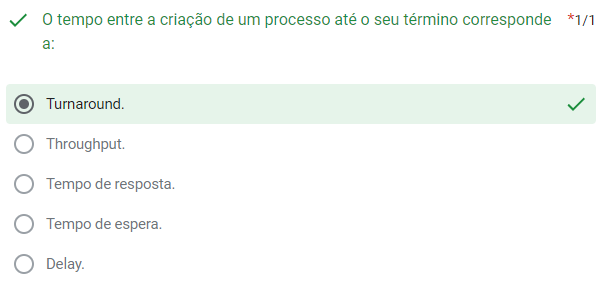 O tempo entre a criação de um processo até o seu término corresponde *1/1
a:
Turnaround.
Throughput.
Tempo de resposta.
Tempo de espera.
Delay.